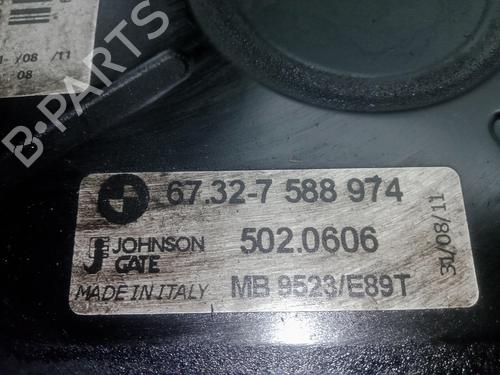 /08 /11
08
B-PARTS
67.32-7 588 974
JOHNSON
GATE
502.0606
MADE IN ITALY
MB 9523/E89T
31/08/11